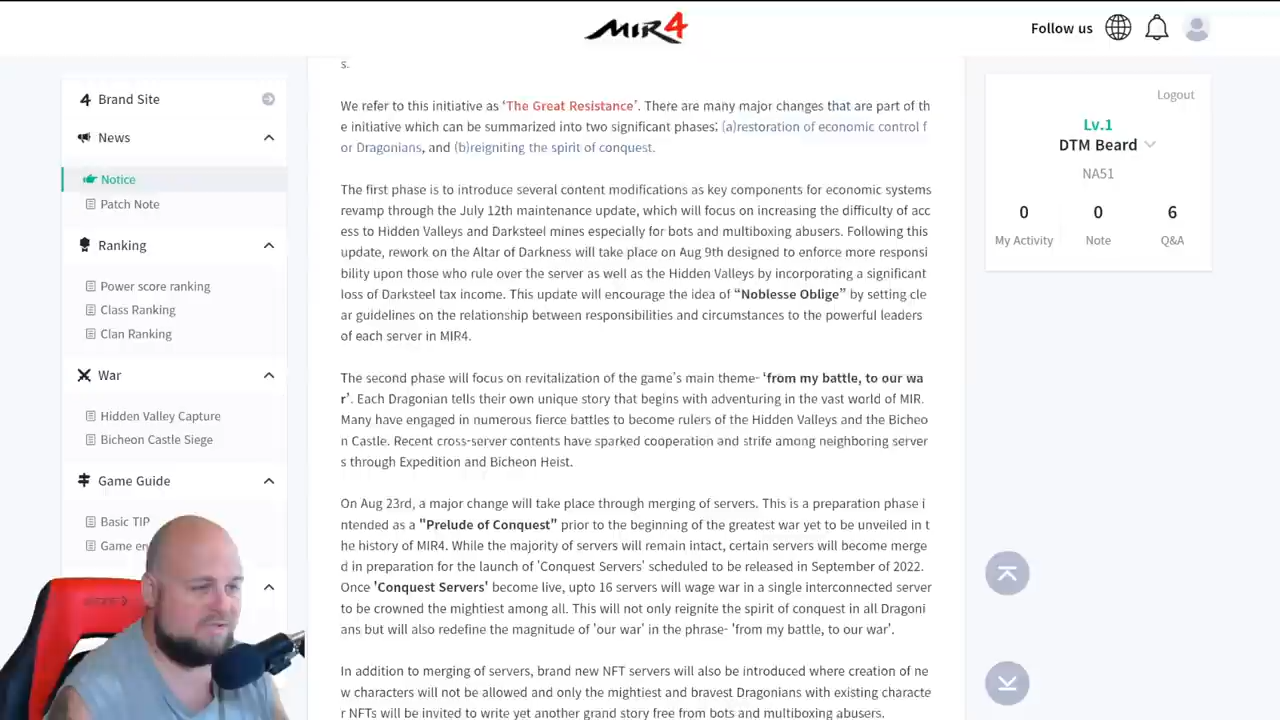 MIR4
Follow us
4 Brand Site
News
Notice
Patch Note
Ranking
Power score ranking
Class Ranking
Clan Ranking
War
Hidden Valley Capture
Bicheon Castle Siege
Game Guide
Basic TIP
Game en
s.
We refer to this initiative as ‘The Great Resistance’. There are many major changes that are part of th
e initiative which can be summarized into two significant phases; (a)restoration of economic control f
or Dragonians, and (b)reigniting the spirit of conquest.
The first phase is to introduce several content modifications as key components for economic systems
revamp through the July 12th maintenance update, which will focus on increasing the difficulty of acc
ess to Hidden Valleys and Darksteel mines especially for bots and multiboxing abusers. Following this
update, rework on the Altar of Darkness will take place on Aug 9th designed to enforce more responsi
bility upon those who rule over the server as well as the Hidden Valleys by incorporating a significant
loss of Darksteel tax income. This update will encourage the idea of “Noblesse Oblige” by setting cle
ar guidelines on the relationship between responsibilities and circumstances to the powerful leaders
of each server in MIR4.
The second phase will focus on revitalization of the game’s main theme- ‘from my battle, to our wa
r’. Each Dragonian tells their own unique story that begins with adventuring in the vast world of MIR.
Many have engaged in numerous fierce battles to become rulers of the Hidden Valleys and the Bicheo
n Castle. Recent cross-server contents have sparked cooperation and strife among neighboring server
s through Expedition and Bicheon Heist.
On Aug 23rd, a major change will take place through merging of servers. This is a preparation phase i
ntended as a "Prelude of Conquest" prior to the beginning of the greatest war yet to be unveiled in t
he history of MIR4. While the majority of servers will remain intact, certain servers will become merge
d in preparation for the launch of 'Conquest Servers' scheduled to be released in September of 2022.
Once 'Conquest Servers' become live, upto 16 servers will wage war in a single interconnected server
to be crowned the mightiest among all. This will not only reignite the spirit of conquest in all Dragoni
ans but will also redefine the magnitude of 'our war' in the phrase- 'from my battle, to our war'.
In addition to merging of servers, brand new NFT servers will also be introduced where creation of ne
w characters will not be allowed and only the mightiest and bravest Dragonians with existing characte
r NFTs will be invited to write yet another grand story free from bots and multiboxing abusers.
Logout
Lv.1
DTM Beard
NA51
0 0 6
My Activity Note Q&A